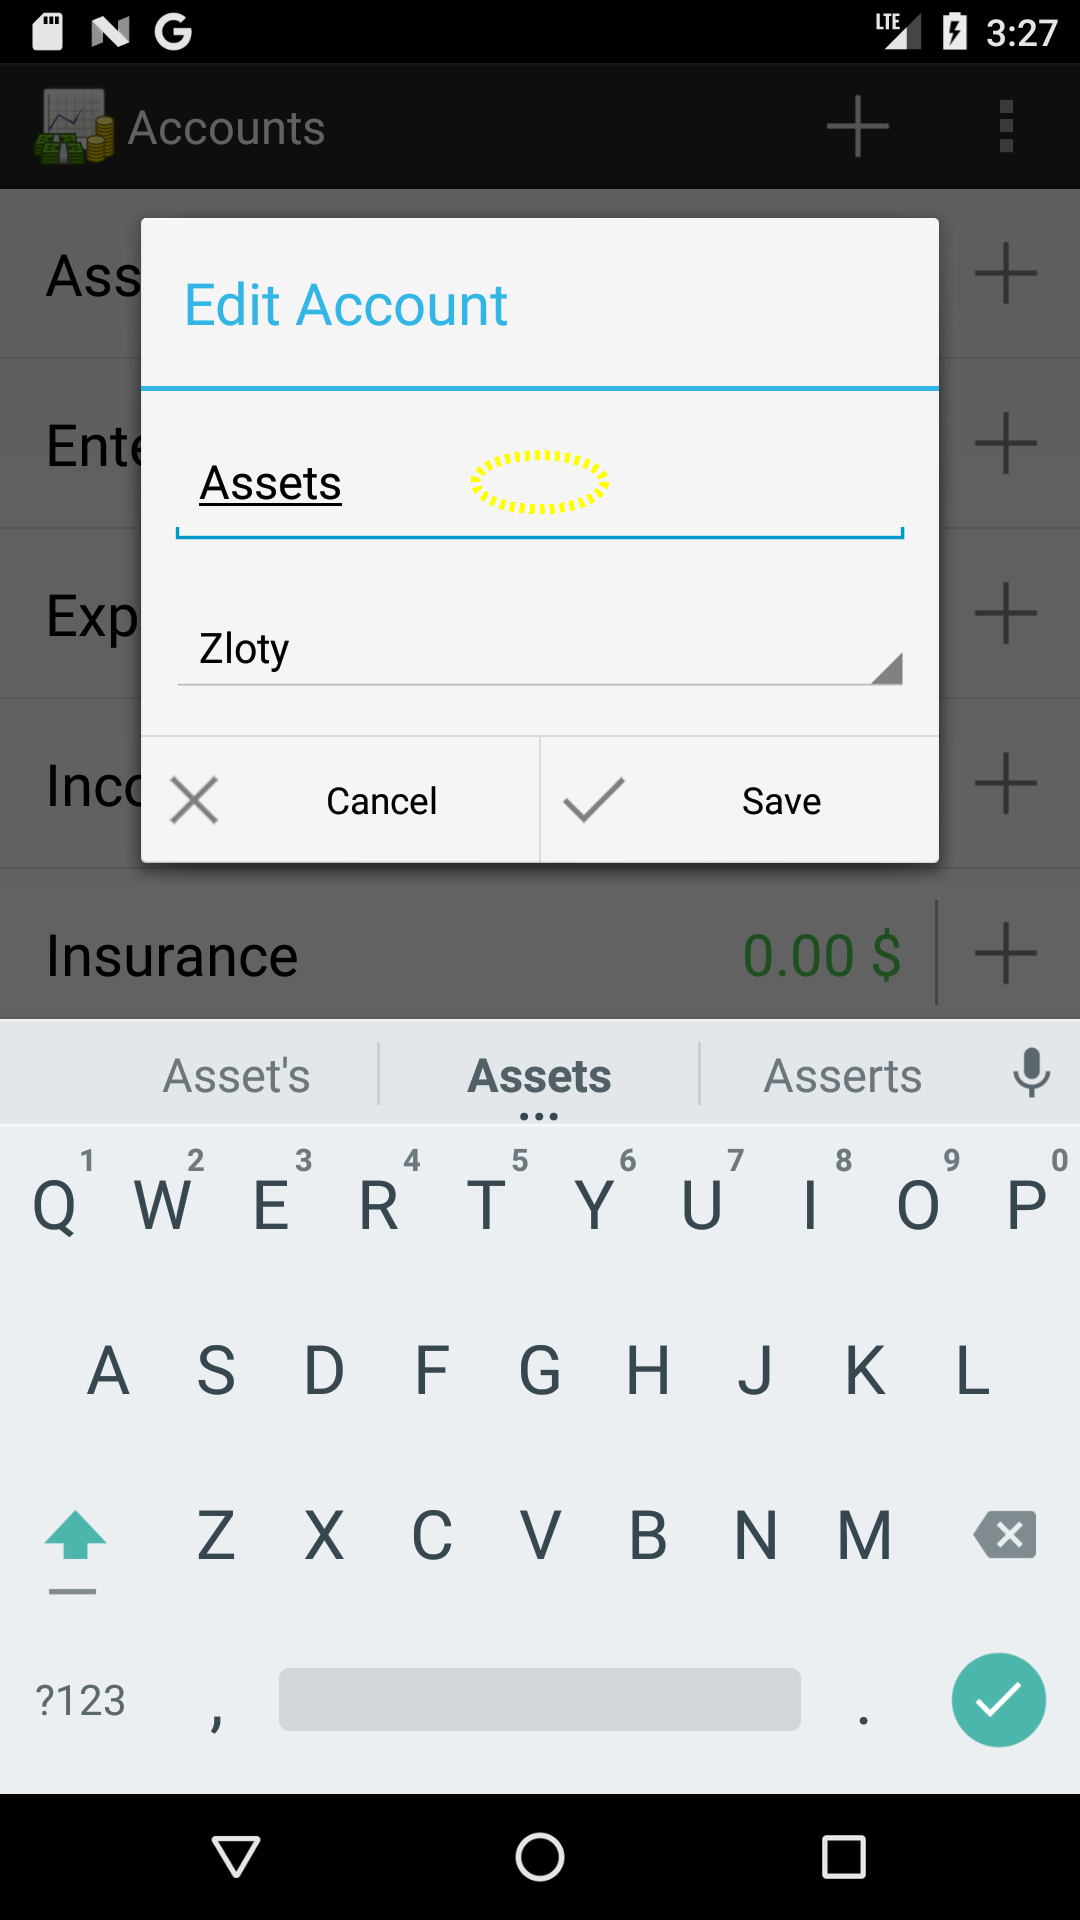 LTE 3:27
Accounts
Ass
Edit Account
Ente
Assets
Exp
Zloty
Inco
Cancel Save
Insurance 0.00 $
Asset's Assets Asserts
1 2 3 4 5 6 7 8 9 0
Q W E R T Y U I O P
A S D F G H J K L
Z X C V B N M
?123 , .